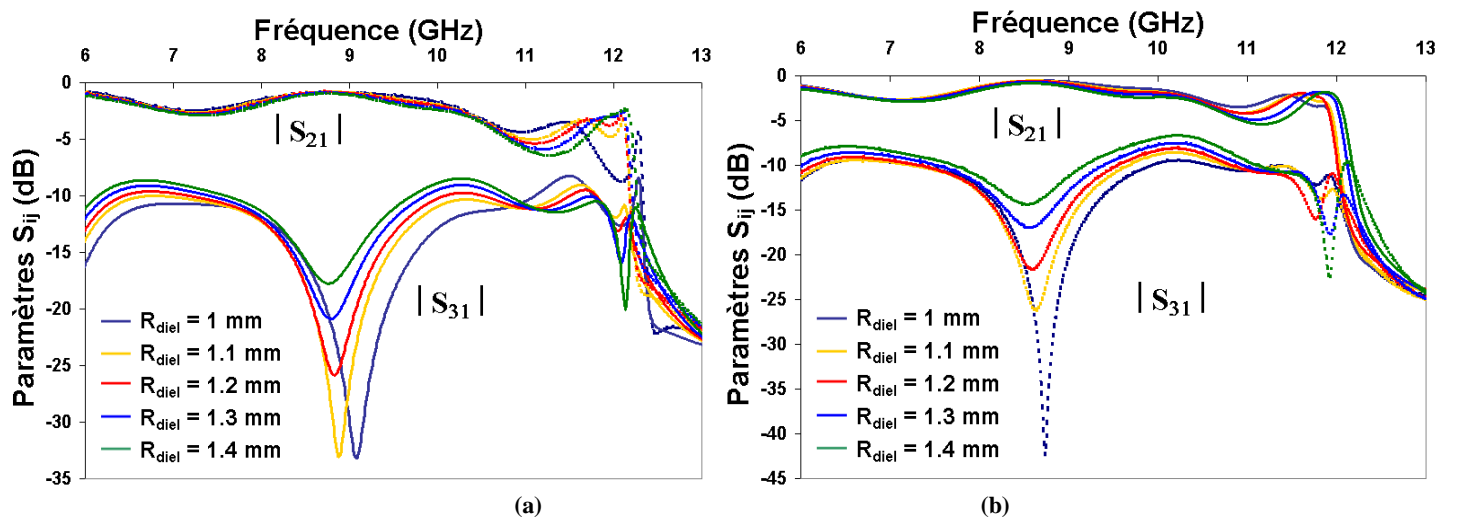 Fréquence (GHz)
6 7 8 9 10 11 12 13
0
-5
-10
-15
-20
-25
-30
-35
Paramètres Sij (dB)
| S21 |
| S31 |
Rdiel = 1 mm
Rdiel = 1.1 mm
Rdiel = 1.2 mm
Rdiel = 1.3 mm
Rdiel = 1.4 mm
(a)
Fréquence (GHz)
6 7 8 9 10 11 12 13
0
-5
-10
-15
-20
-25
-30
-35
-40
-45
Paramètres Sij (dB)
| S21 |
| S31 |
Rdiel = 1 mm
Rdiel = 1.1 mm
Rdiel = 1.2 mm
Rdiel = 1.3 mm
Rdiel = 1.4 mm
(b)